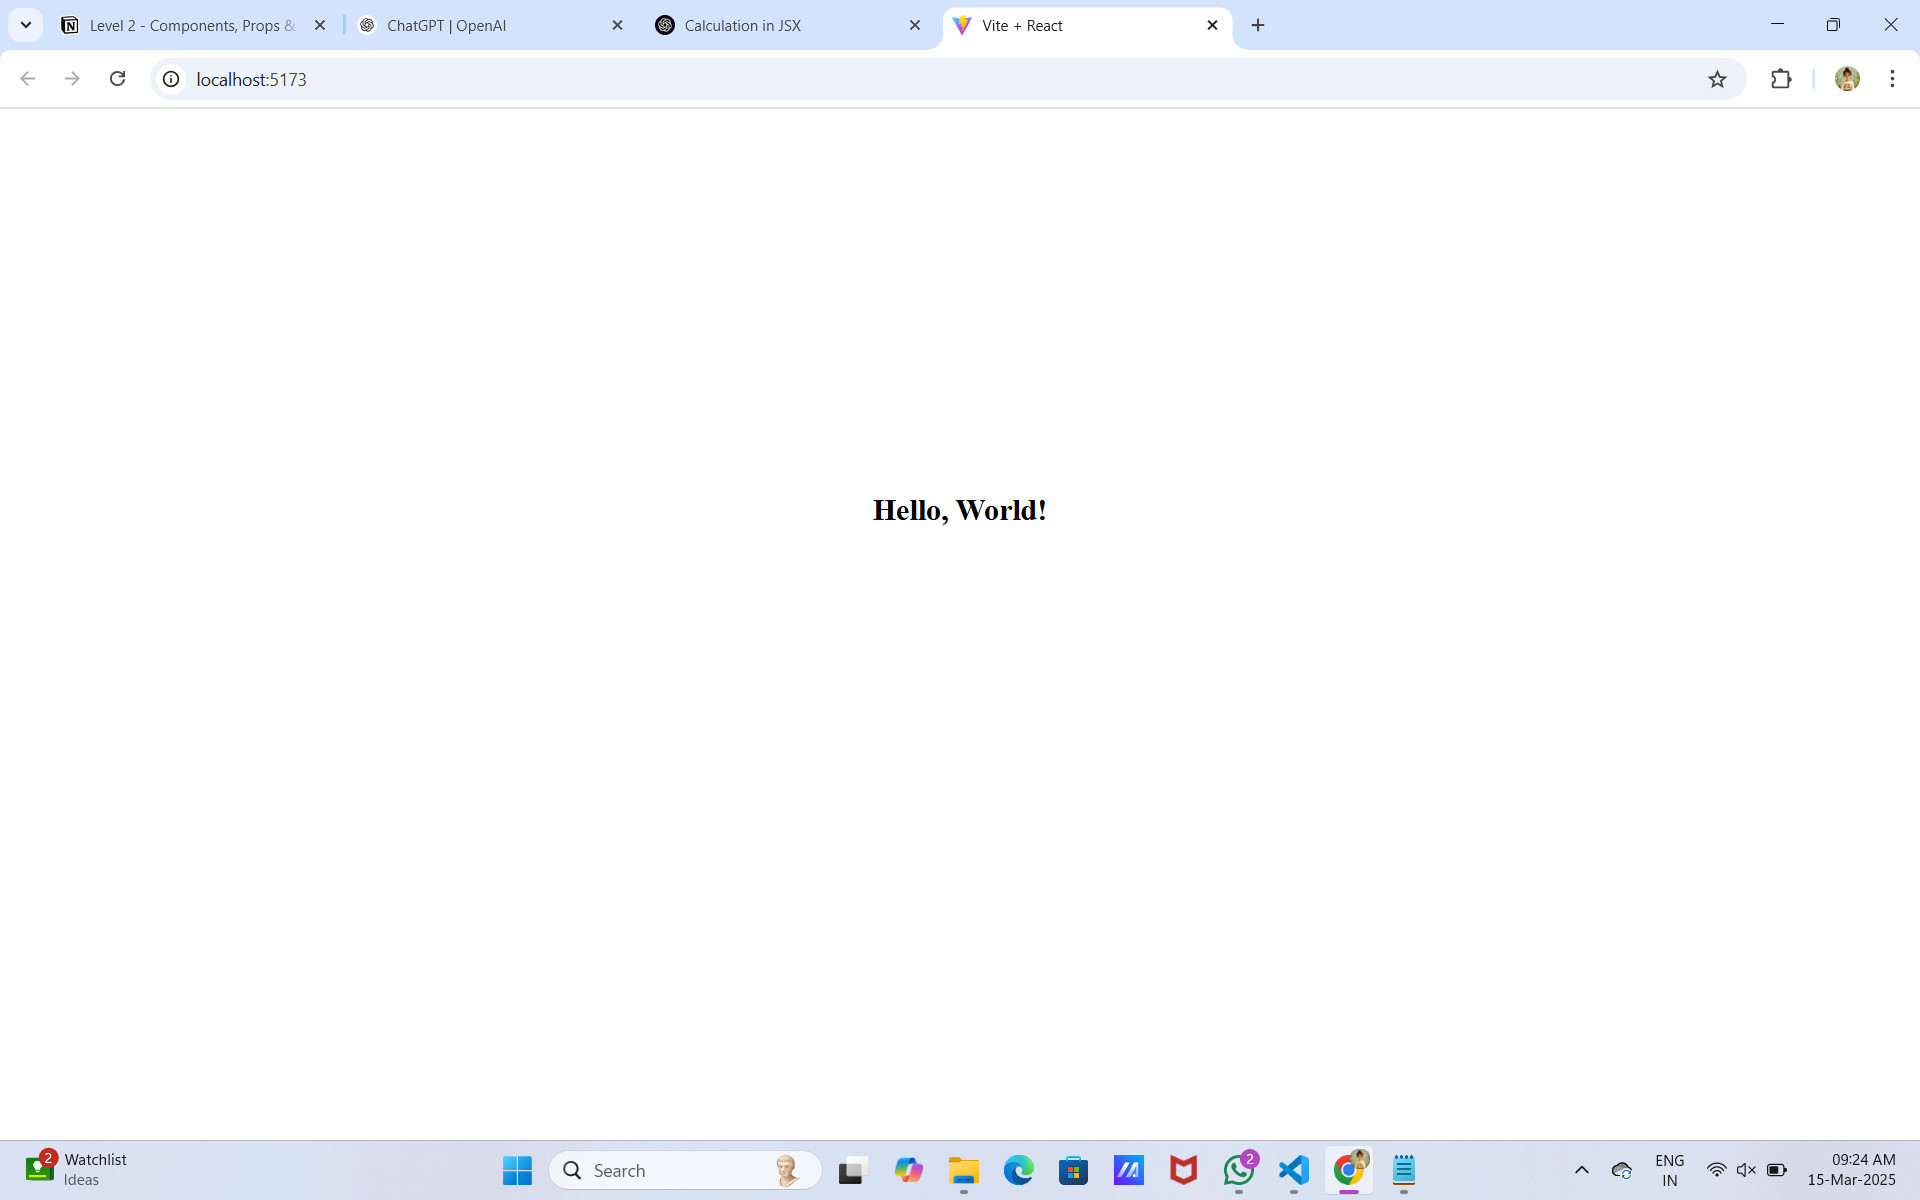 Level 2 - Components, Props &
ChatGPT | OpenAI
Calculation in JSX
Vite + React
localhost:5173
Hello, World!
2
Watchlist
Ideas
Search
2
ENG
IN
09:24 AM
15-Mar-2025